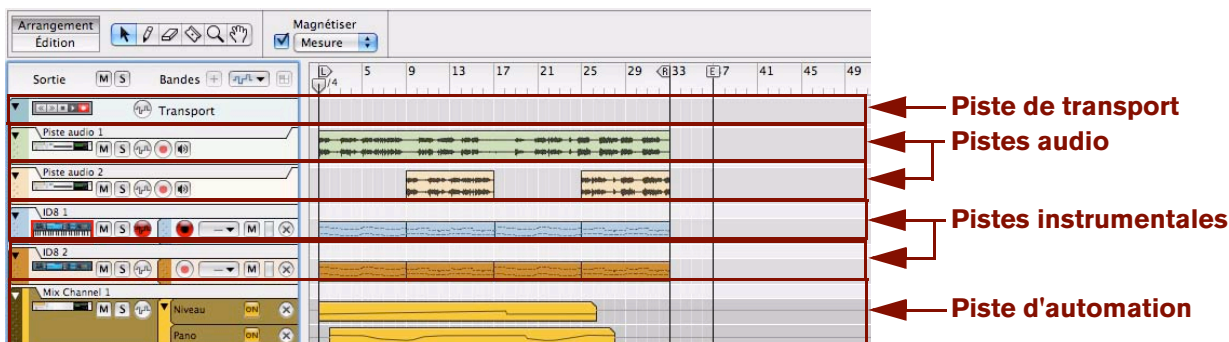 Arrangement
Édition
Magnétiser
Mesure
Sortie M S Bandes
L /4 5 9 13 17 21 25 29 R 33 E 7 41 45 49
Transport
Piste de transport
Piste audio 1
M S
Pistes audio
Piste audio 2
M S
ID8 1
M S M
Pistes instrumentales
ID8 2
M S M
Mix Channel 1
M S Niveau ON
Piste d'automation
Pano ON